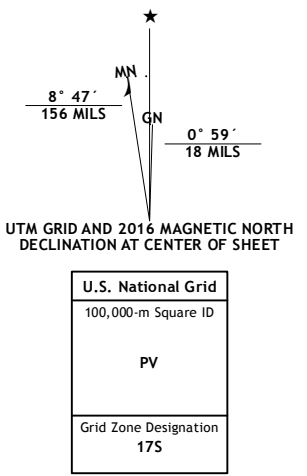 ★
MN
GN
8° 47´
156 MILS
0° 59´
18 MILS
UTM GRID AND 2016 MAGNETIC NORTH
DECLINATION AT CENTER OF SHEET
U.S. National Grid
100,000-m Square ID
PV
Grid Zone Designation
17S